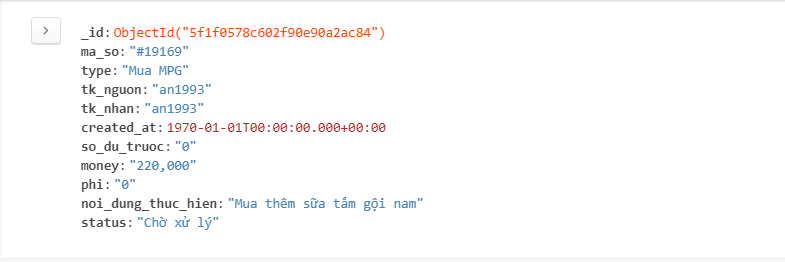 _id: ObjectId("5f1f0578c602f90e90a2ac84")
ma_so: "#19169"
type: "Mua MPG"
tk_nguon: "an1993"
tk_nhan: "an1993"
created_at: 1970-01-01T00:00:00.000+00:00
so_du_truoc: "0"
money: "220,000"
phi: "0"
noi_dung_thuc_hien: "Mua thêm sữa tắm gội nam"
status: "Chờ xử lý"